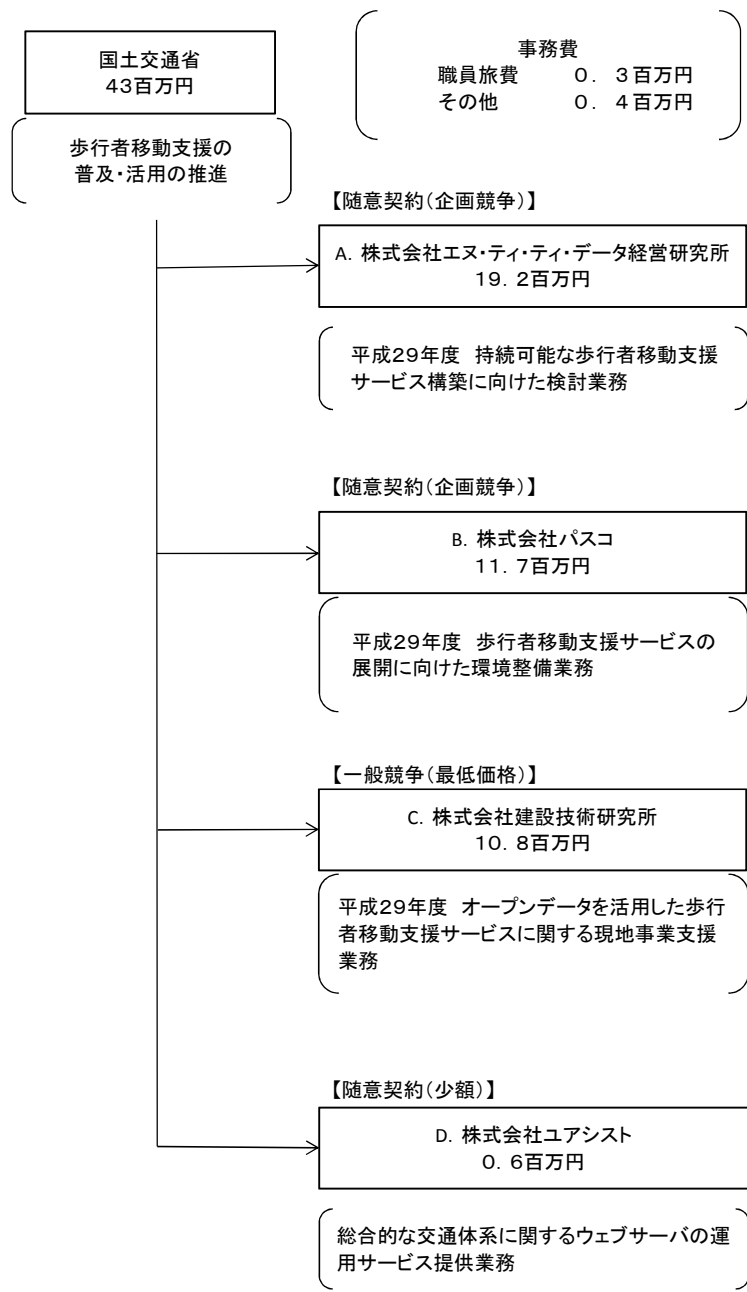 国土交通省
43百万円
歩行者移動支援の
普及・活用の推進
事務費
職員旅費　　０．３百万円
その他　　　０．４百万円
【随意契約（企画競争）】
A. 株式会社エヌ・ティ・ティ・データ経営研究所
１９．２百万円
平成２９年度　持続可能な歩行者移動支援
サービス構築に向けた検討業務
【随意契約（企画競争）】
B. 株式会社パスコ
１１．７百万円
平成２９年度　歩行者移動支援サービスの
展開に向けた環境整備業務
【一般競争（最低価格）】
C. 株式会社建設技術研究所
１０．８百万円
平成２９年度　オープンデータを活用した歩行
者移動支援サービスに関する現地事業支援
業務
【随意契約（少額）】
D. 株式会社ユアシスト
０．６百万円
総合的な交通体系に関するウェブサーバの運
用サービス提供業務